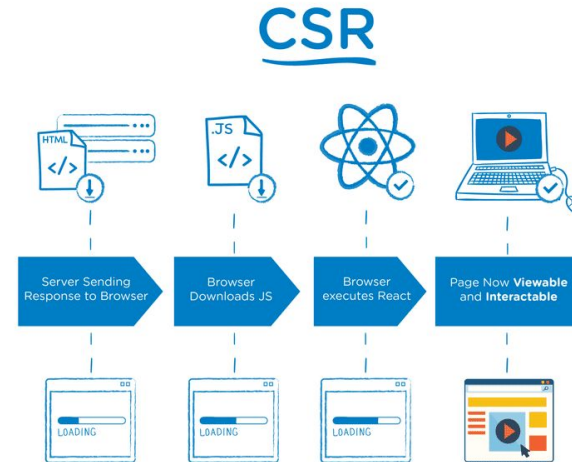 CSR
HTML
</>
.JS
</>
Server Sending
Response to Browser
Browser
Downloads JS
Browser
executes React
Page Now Viewable
and Interactable
LOADING
LOADING
LOADING